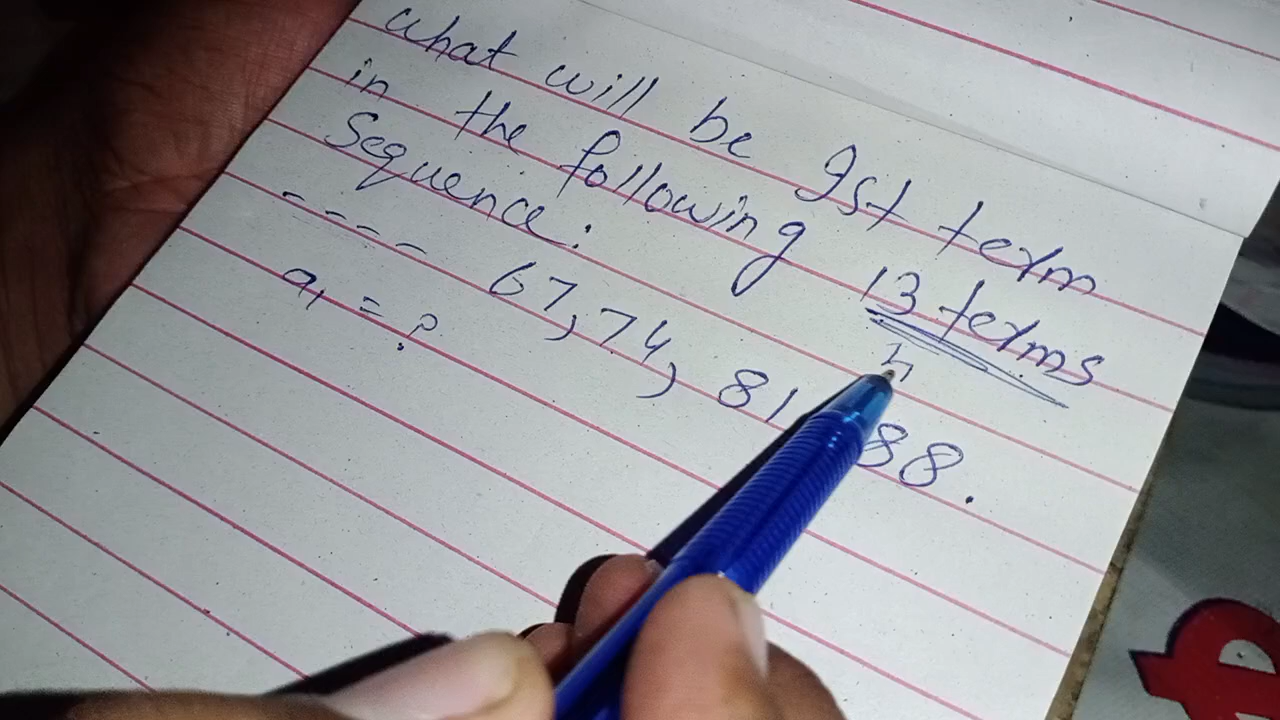 what will be 1st term
in the following 13 terms
Sequence:
---- 67, 74, 81 88.
a1 = ?